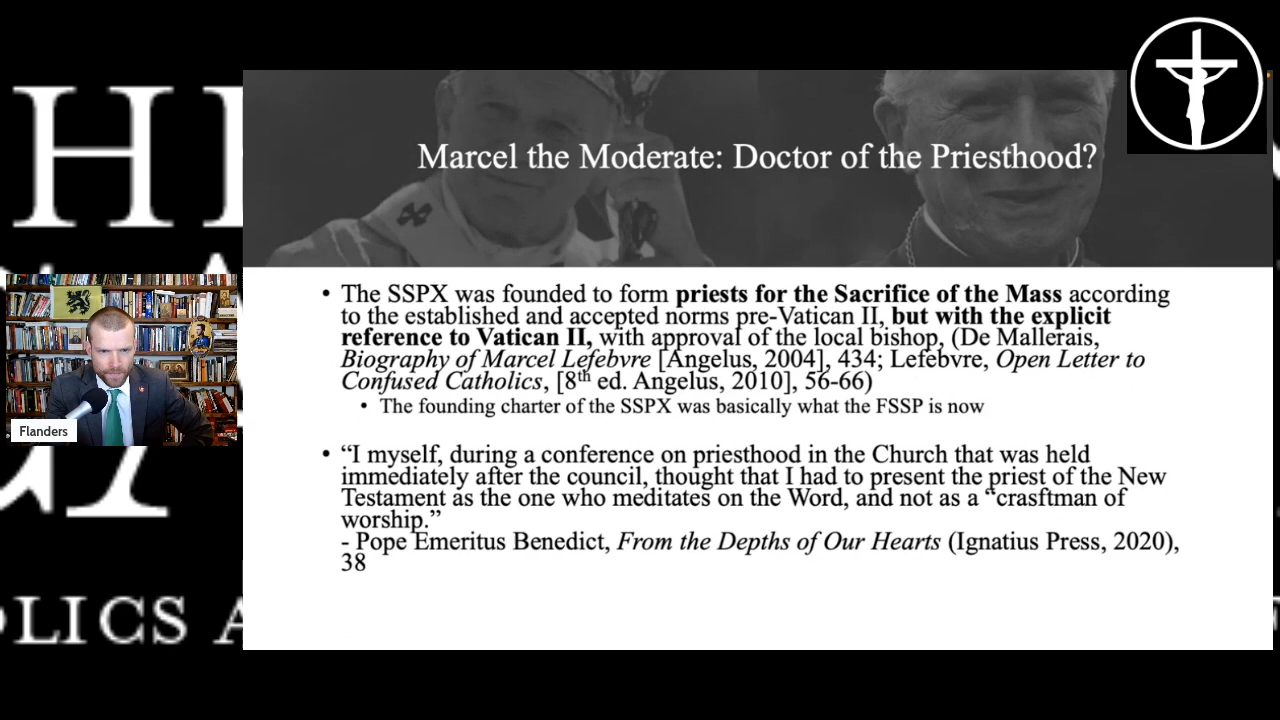 Marcel the Moderate: Doctor of the Priesthood?
• The SSPX was founded to form priests for the Sacrifice of the Mass according
to the established and accepted norms pre-Vatican II, but with the explicit
reference to Vatican II, with approval of the local bishop, (De Mallerais,
Biography of Marcel Lefebvre [Angelus, 2004], 434; Lefebvre, Open Letter to
Confused Catholics, [8th ed. Angelus, 2010], 56-66)
• The founding charter of the SSPX was basically what the FSSP is now
• “I myself, during a conference on priesthood in the Church that was held
immediately after the council, thought that I had to present the priest of the New
Testament as the one who meditates on the Word, and not as a “crasftman of
worship.”
- Pope Emeritus Benedict, From the Depths of Our Hearts (Ignatius Press, 2020),
38
Flanders
HI
OLICS A